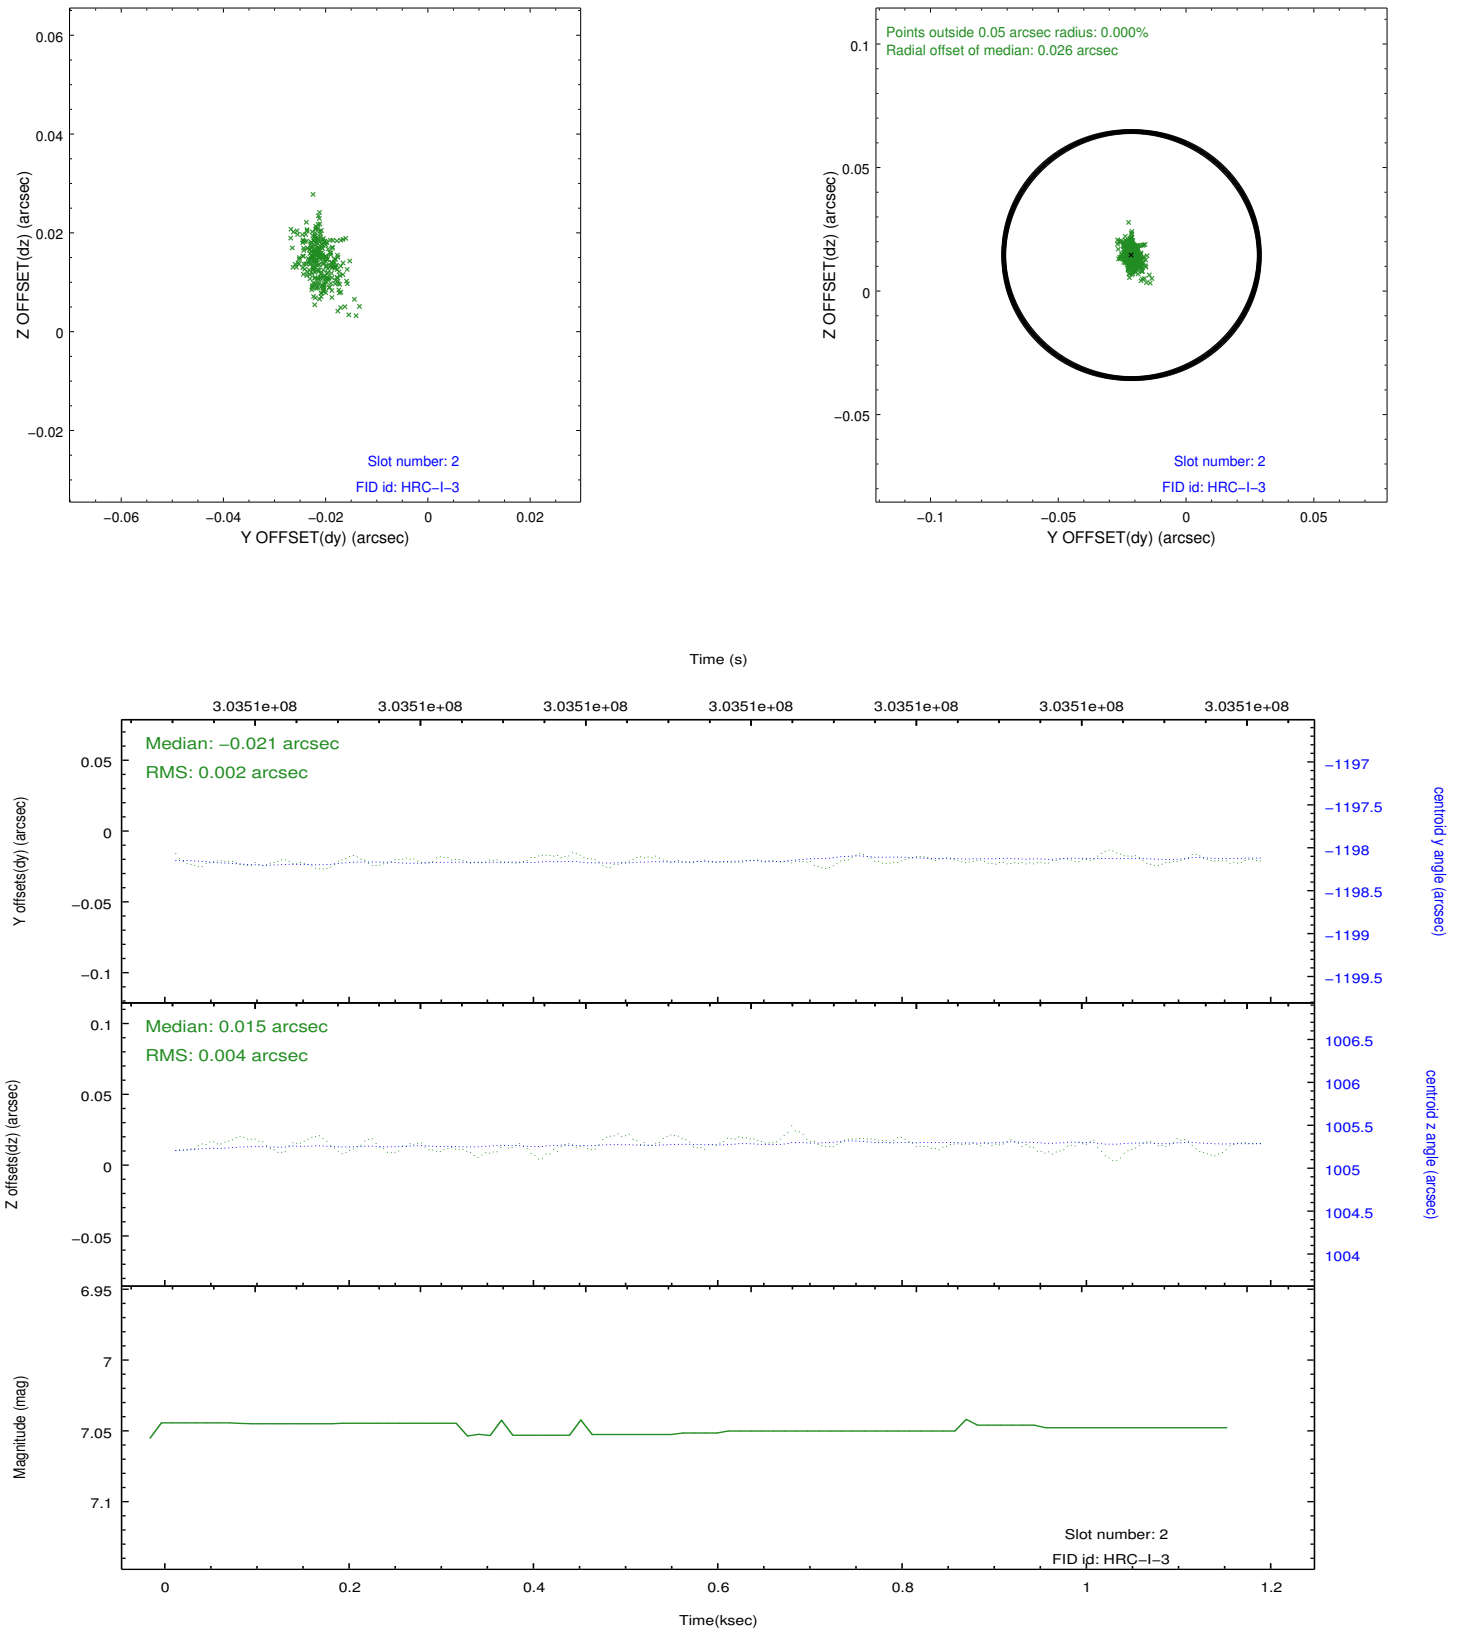 0.06
0.04
0.02
0
−0.02
Z OFFSET(dz) (arcsec)
Slot number: 2
FID id: HRC−I−3
−0.06
−0.04
−0.02
0
0.02
Y OFFSET(dy) (arcsec)
Points outside 0.05 arcsec radius: 0.000%
Radial offset of median: 0.026 arcsec
0.1
0.05
0
−0.05
Z OFFSET(dz) (arcsec)
Slot number: 2
FID id: HRC−I−3
−0.1
−0.05
0
0.05
Y OFFSET(dy) (arcsec)
Time (s)
3.0351e+08
3.0351e+08
3.0351e+08
3.0351e+08
3.0351e+08
3.0351e+08
3.0351e+08
Median: −0.021 arcsec
RMS: 0.002 arcsec
0.05
0
−0.05
−0.1
Y offsets(dy) (arcsec)
−1197
−1197.5
−1198
−1198.5
−1199
−1199.5
centroid y angle (arcsec)
Median: 0.015 arcsec
RMS: 0.004 arcsec
0.1
0.05
0
−0.05
Z offsets(dz) (arcsec)
1006.5
1006
1005.5
1005
1004.5
1004
centroid z angle (arcsec)
6.95
7
7.05
7.1
Magnitude (mag)
Slot number: 2
FID id: HRC−I−3
0
0.2
0.4
0.6
0.8
1
1.2
Time(ksec)